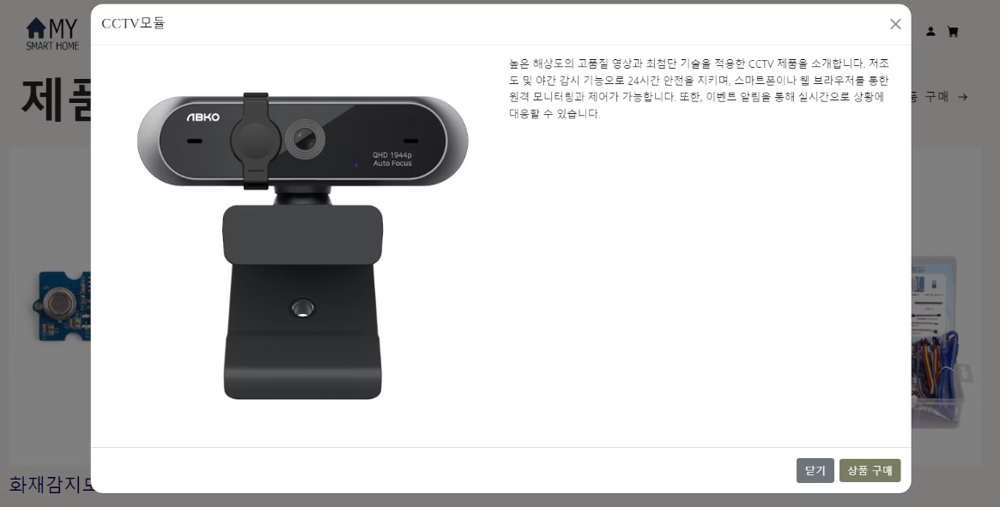 CCTV모듈
MY
SMART HOME
제품
구매
높은 해상도의 고품질 영상과 최첨단 기술을 적용한 CCTV 제품을 소개합니다. 저조
도 및 야간 감시 기능으로 24시간 안전을 지키며, 스마트폰이나 웹 브라우저를 통한
원격 모니터링과 제어가 가능합니다. 또한, 이벤트 알림을 통해 실시간으로 상황에
대응할 수 있습니다.
ABKO
QHD 1944p
Auto Focus
화재감지모
닫기
상품 구매